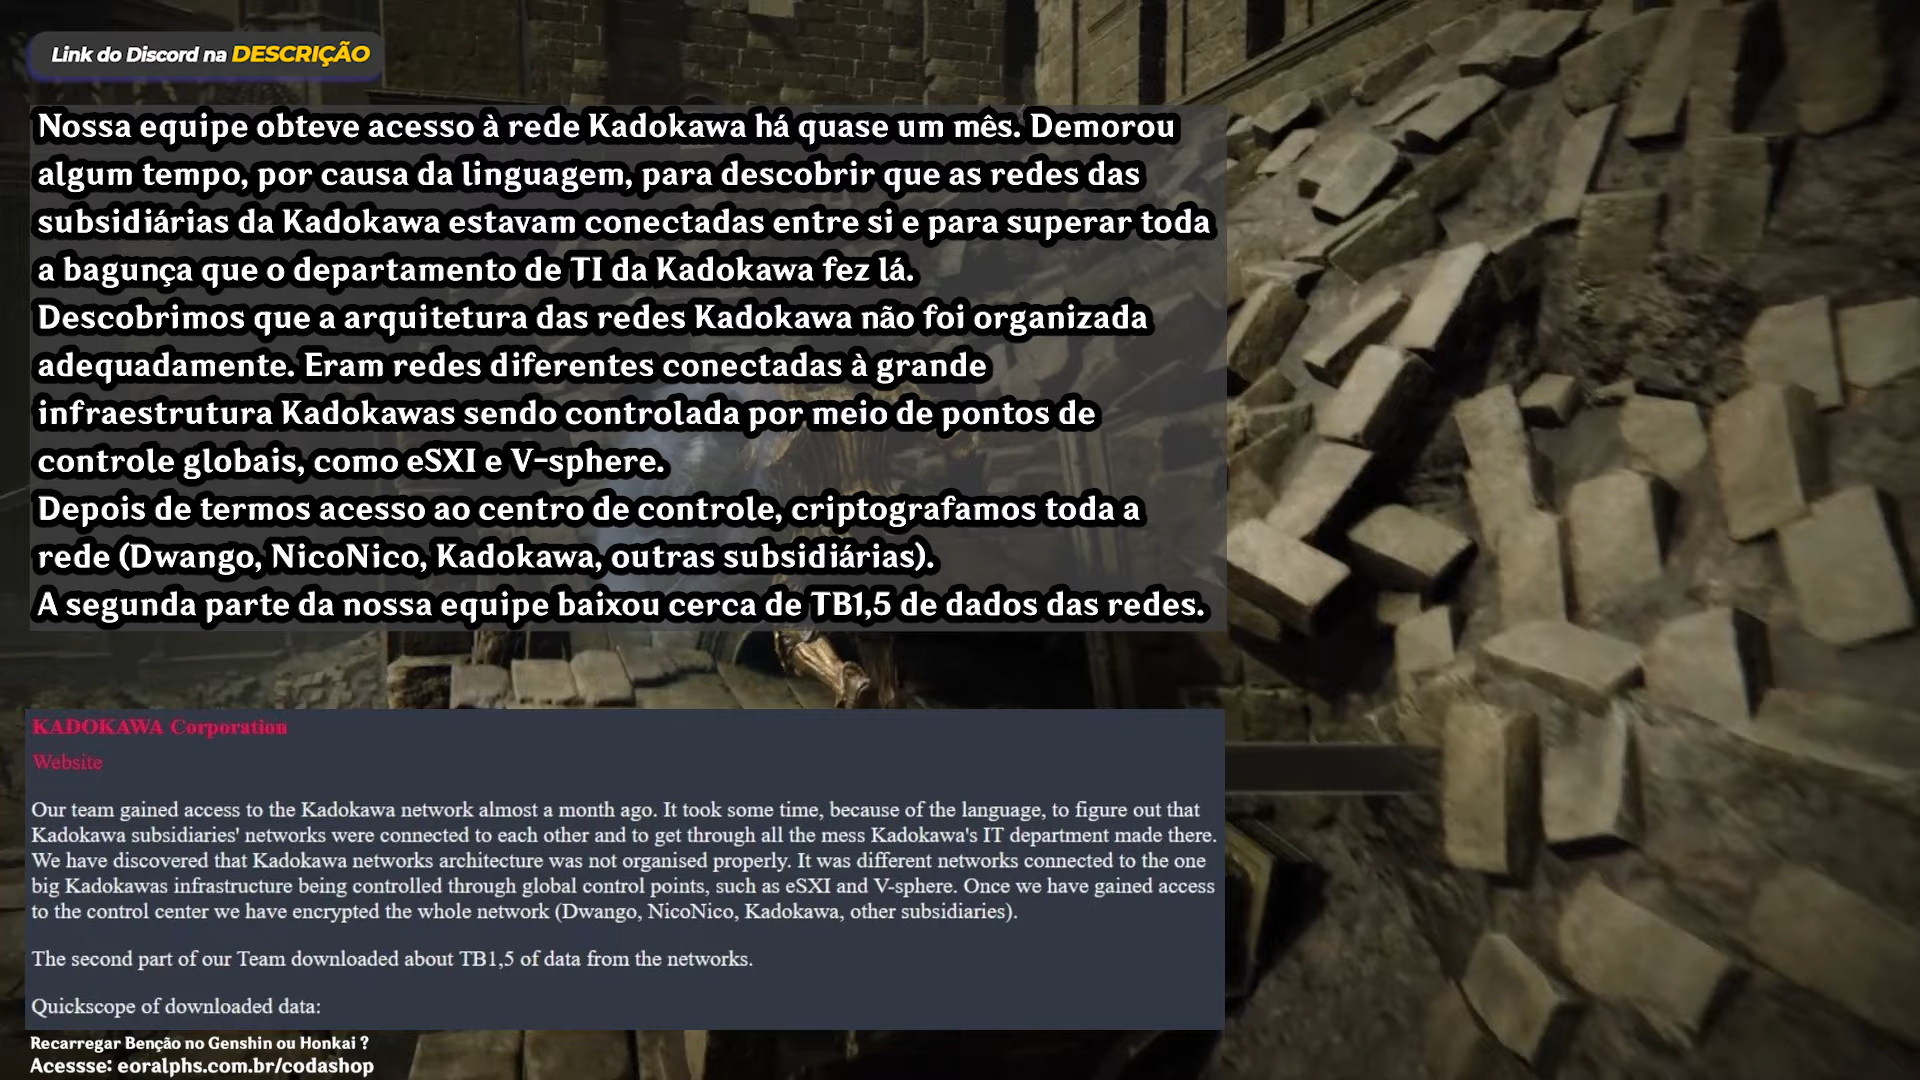 Link do Discord na DESCRIÇÃO
Nossa equipe obteve acesso à rede Kadokawa há quase um mês. Demorou
algum tempo, por causa da linguagem, para descobrir que as redes das
subsidiárias da Kadokawa estavam conectadas entre si e para superar toda
a bagunça que o departamento de TI da Kadokawa fez lá.
Descobrimos que a arquitetura das redes Kadokawa não foi organizada
adequadamente. Eram redes diferentes conectadas à grande
infraestrutura Kadokawas sendo controlada por meio de pontos de
controle globais, como eSXI e V-sphere.
Depois de termos acesso ao centro de controle, criptografamos toda a
rede (Dwango, NicoNico, Kadokawa, outras subsidiárias).
A segunda parte da nossa equipe baixou cerca de TB1,5 de dados das redes.
KADOKAWA Corporation
Website
Our team gained access to the Kadokawa network almost a month ago. It took some time, because of the language, to figure out that
Kadokawa subsidiaries' networks were connected to each other and to get through all the mess Kadokawa's IT department made there.
We have discovered that Kadokawa networks architecture was not organised properly. It was different networks connected to the one
big Kadokawas infrastructure being controlled through global control points, such as eSXI and V-sphere. Once we have gained access
to the control center we have encrypted the whole network (Dwango, NicoNico, Kadokawa, other subsidiaries).
The second part of our Team downloaded about TB1,5 of data from the networks.
Quickscope of downloaded data:
Recarregar Benção no Genshin ou Honkai ?
Acessse: eoralphs.com.br/codashop